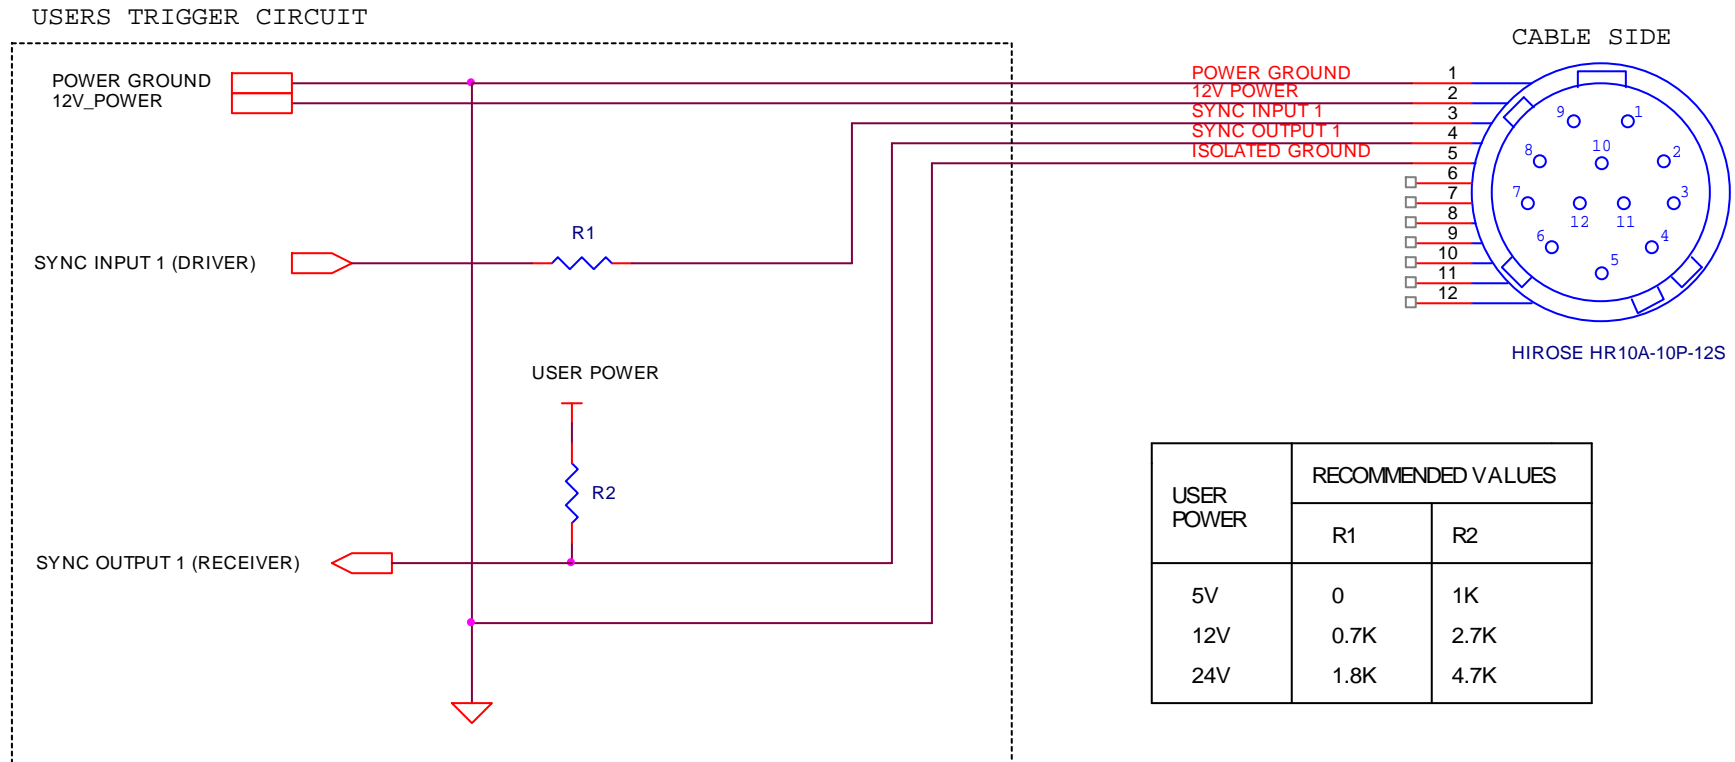 USERS TRIGGER CIRCUIT
CABLE SIDE
POWER GROUND
12V_POWER
POWER GROUND 1
12V POWER 2
SYNC INPUT 1 3
SYNC OUTPUT 1 4
ISOLATED GROUND 5
6
7
8
9
10
11
12
9 1
8 10 2
7 12 11 3
6 4
5
HIROSE HR10A-10P-12S
R1
SYNC INPUT 1 (DRIVER)
USER POWER
R2
SYNC OUTPUT 1 (RECEIVER)
USER POWER
RECOMMENDED VALUES
R1 R2
5V 0 1K
12V 0.7K 2.7K
24V 1.8K 4.7K